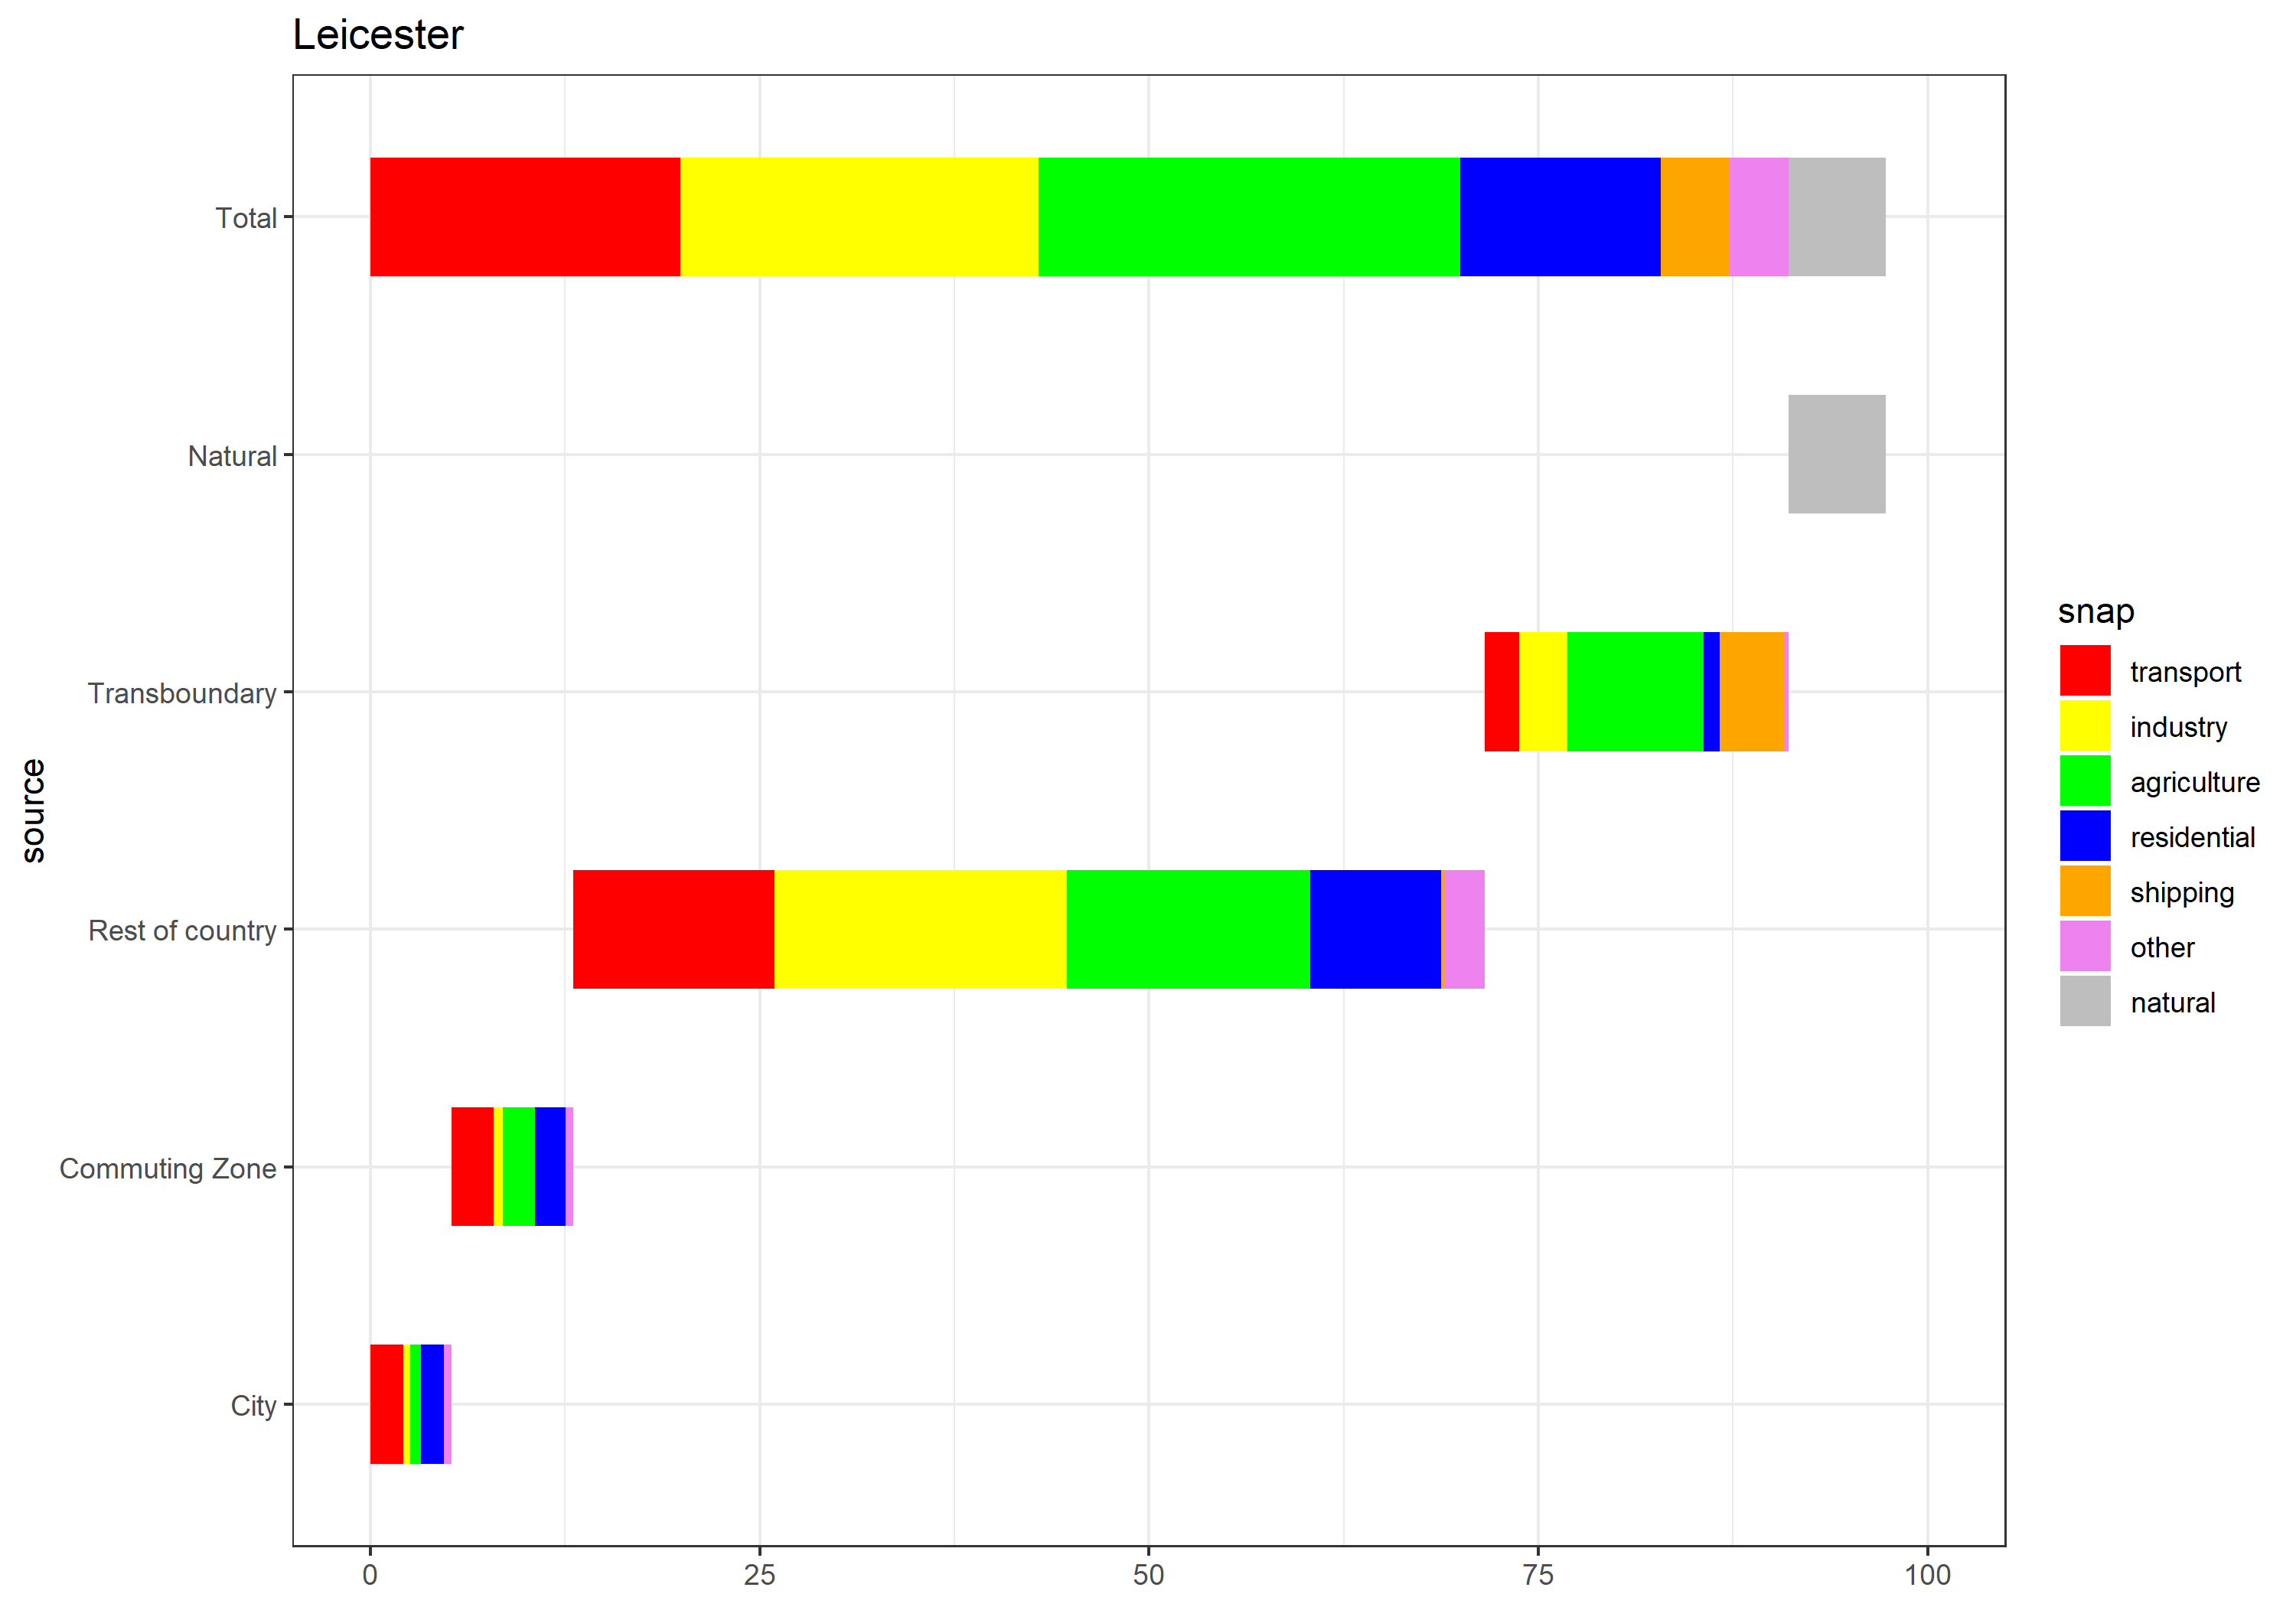 Leicester
Total
Natural
Transboundary
Rest of country
Commuting Zone
City
source
0 25 50 75 100
snap
transport
industry
agriculture
residential
shipping
other
natural